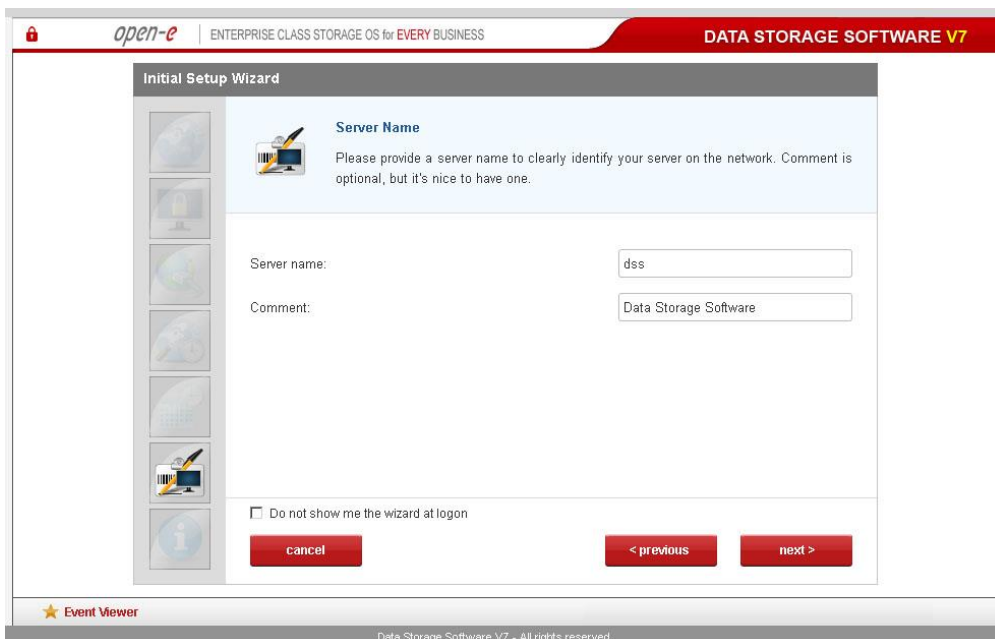 open-e ENTERPRISE CLASS STORAGE OS for EVERY BUSINESS DATA STORAGE SOFTWARE V7
Initial Setup Wizard
Server Name
Please provide a server name to clearly identify your server on the network. Comment is
optional, but it's nice to have one.
Server name: dss
Comment: Data Storage Software
Do not show me the wizard at logon
cancel < previous next >
Event Viewer
Data Storage Software V7 - All rights reserved